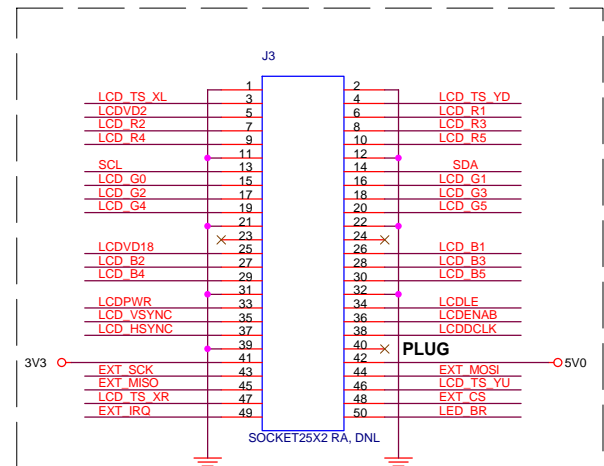 J3
1 2
LCD_TS_XL 3 4 LCD_TS_YD
LCDVD2 5 6 LCD_R1
LCD_R2 7 8 LCD_R3
LCD_R4 9 10 LCD_R5
11 12
SCL 13 14 SDA
LCD_G0 15 16 LCD_G1
LCD_G2 17 18 LCD_G3
LCD_G4 19 20 LCD_G5
21 22
23 24
LCDVD18 25 26 LCD_B1
LCD_B2 27 28 LCD_B3
LCD_B4 29 30 LCD_B5
31 32
LCDPWR 33 34 LCDLE
LCD_VSYNC 35 36 LCDENAB
LCD_HSYNC 37 38 LCDDCLK
39 40 PLUG
3V3 41 42 5V0
EXT_SCK 43 44 EXT_MOSI
EXT_MISO 45 46 LCD_TS_YU
LCD_TS_XR 47 48 EXT_CS
EXT_IRQ 49 50 LED_BR
SOCKET25X2 RA, DNL